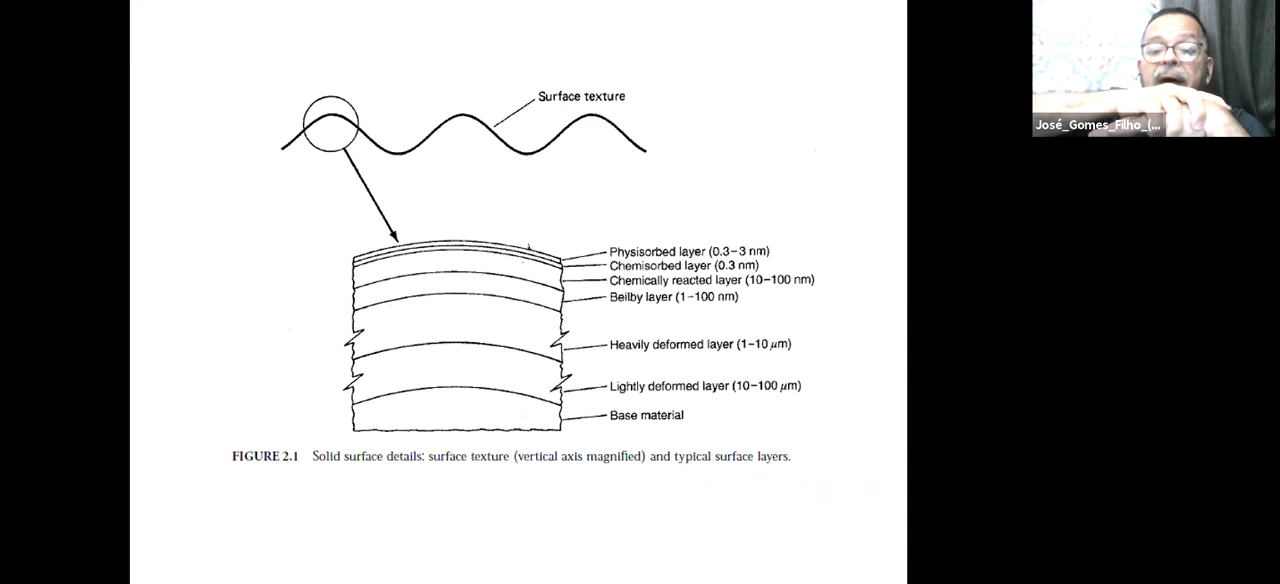 Surface texture
José_Gomes_Filho_(...
Physisorbed layer (0.3–3 nm)
Chemisorbed layer (0.3 nm)
Chemically reacted layer (10–100 nm)
Beilby layer (1–100 nm)
Heavily deformed layer (1–10 μm)
Lightly deformed layer (10–100 μm)
Base material
FIGURE 2.1 Solid surface details: surface texture (vertical axis magnified) and typical surface layers.